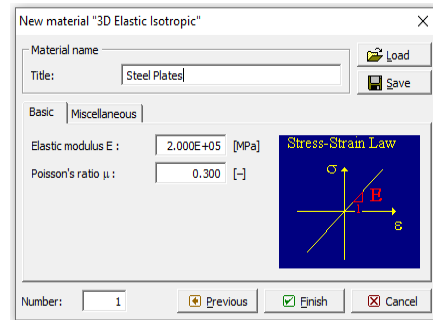 New material "3D Elastic Isotropic"
Material name
Title: Steel Plates
Load
Save
Basic Miscellaneous
Elastic modulus E : 2.000E+05 [MPa]
Poisson's ratio μ : 0.300 [-]
Stress-Strain Law
σ
E
1
ε
Number: 1 Previous Finish Cancel